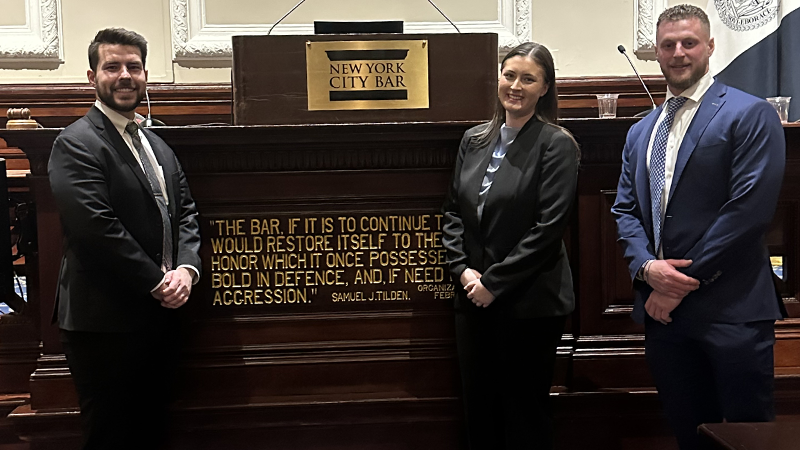 NEW YORK
CITY BAR
"THE BAR, IF IT IS TO CONTINUE
WOULD RESTORE ITSELF TO THE
HONOR WHICH IT ONCE POSSESSE
BOLD IN DEFENCE, AND, IF NEED
AGGRESSION." SAMUEL J. TILDEN,
ORGANIZA
FEBR